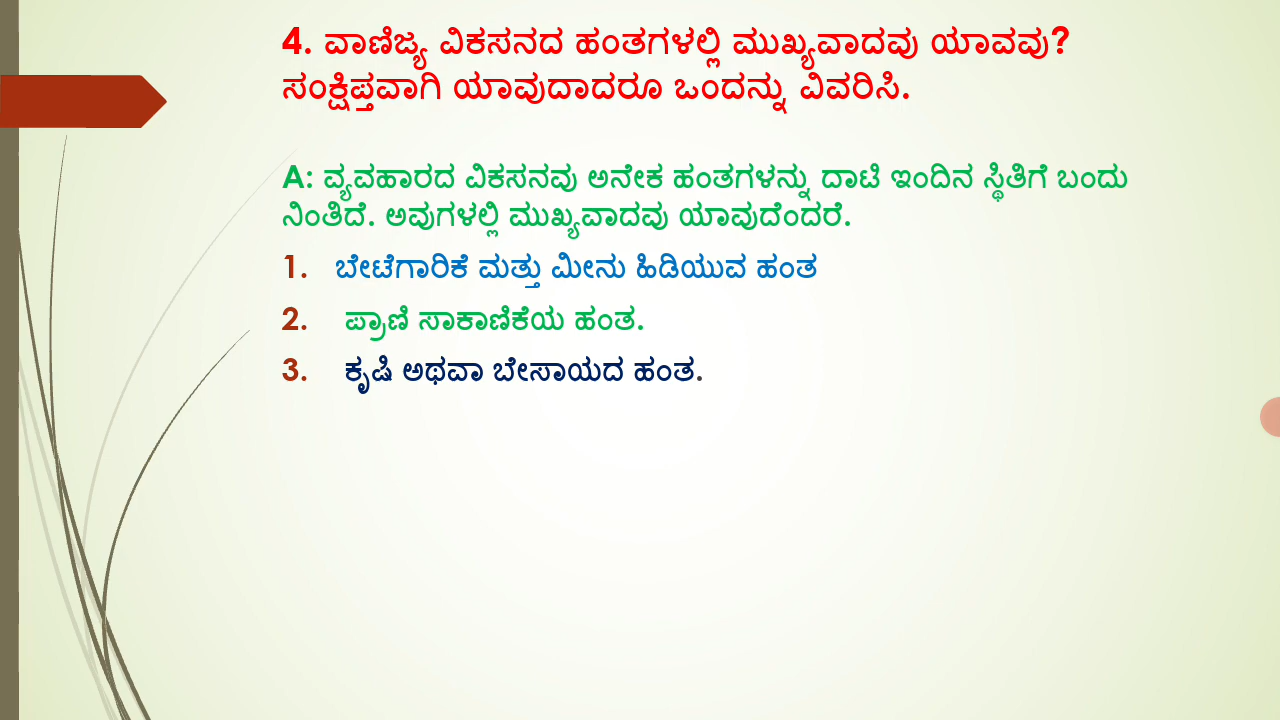 4. ವಾಣಿಜ್ಯ ವಿಕಸನದ ಹಂತಗಳಲ್ಲಿ ಮುಖ್ಯವಾದವು ಯಾವವು?
ಸಂಕ್ಷಿಪ್ತವಾಗಿ ಯಾವುದಾದರೂ ಒಂದನ್ನು ವಿವರಿಸಿ.
A: ವ್ಯವಹಾರದ ವಿಕಸನವು ಅನೇಕ ಹಂತಗಳನ್ನು ದಾಟಿ ಇಂದಿನ ಸ್ಥಿತಿಗೆ ಬಂದು
ನಿಂತಿದೆ. ಅವುಗಳಲ್ಲಿ ಮುಖ್ಯವಾದವು ಯಾವುದೆಂದರೆ.
1. ಬೇಟೆಗಾರಿಕೆ ಮತ್ತು ಮೀನು ಹಿಡಿಯುವ ಹಂತ
2. ಪ್ರಾಣಿ ಸಾಕಾಣಿಕೆಯ ಹಂತ.
3. ಕೃಷಿ ಅಥವಾ ಬೇಸಾಯದ ಹಂತ.